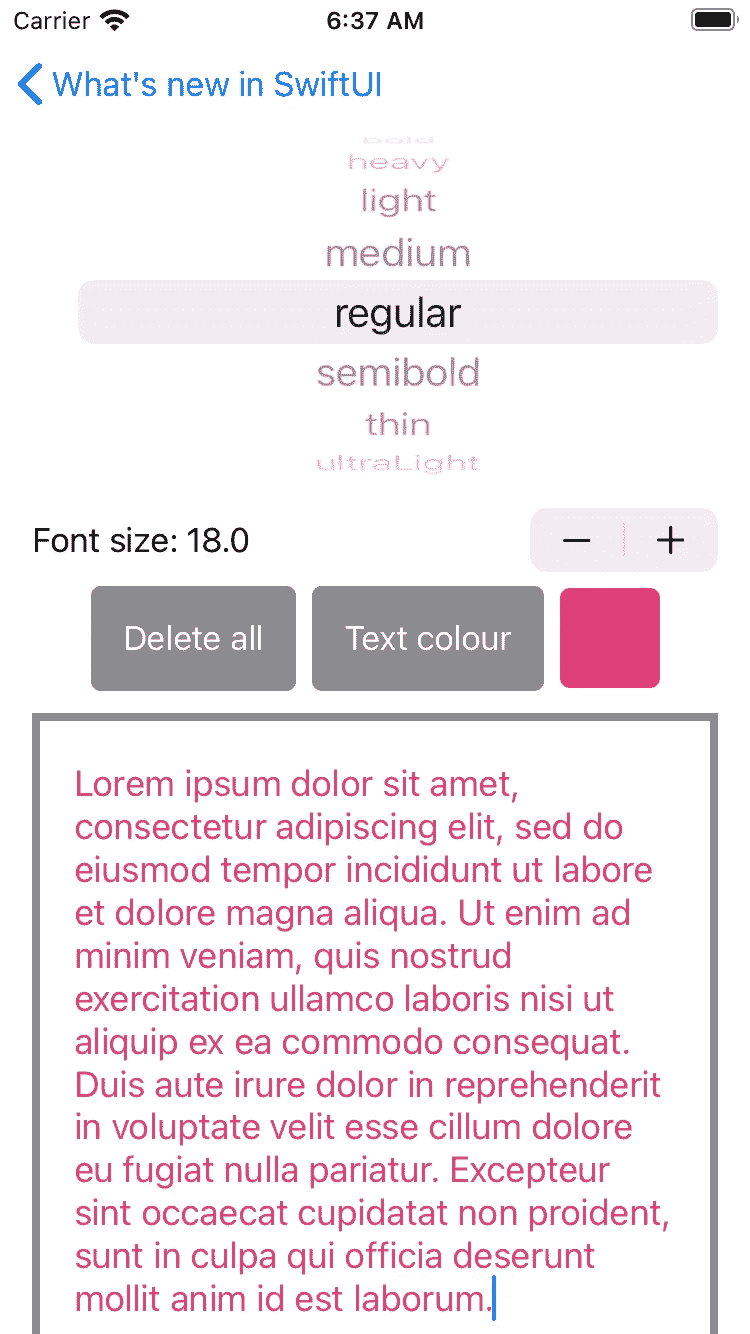 Carrier 6:37 AM
What's new in SwiftUI
bold
heavy
light
medium
regular
semibold
thin
ultraLight
Font size: 18.0 − +
Delete all Text colour
Lorem ipsum dolor sit amet,
consectetur adipiscing elit, sed do
eiusmod tempor incididunt ut labore
et dolore magna aliqua. Ut enim ad
minim veniam, quis nostrud
exercitation ullamco laboris nisi ut
aliquip ex ea commodo consequat.
Duis aute irure dolor in reprehenderit
in voluptate velit esse cillum dolore
eu fugiat nulla pariatur. Excepteur
sint occaecat cupidatat non proident,
sunt in culpa qui officia deserunt
mollit anim id est laborum.